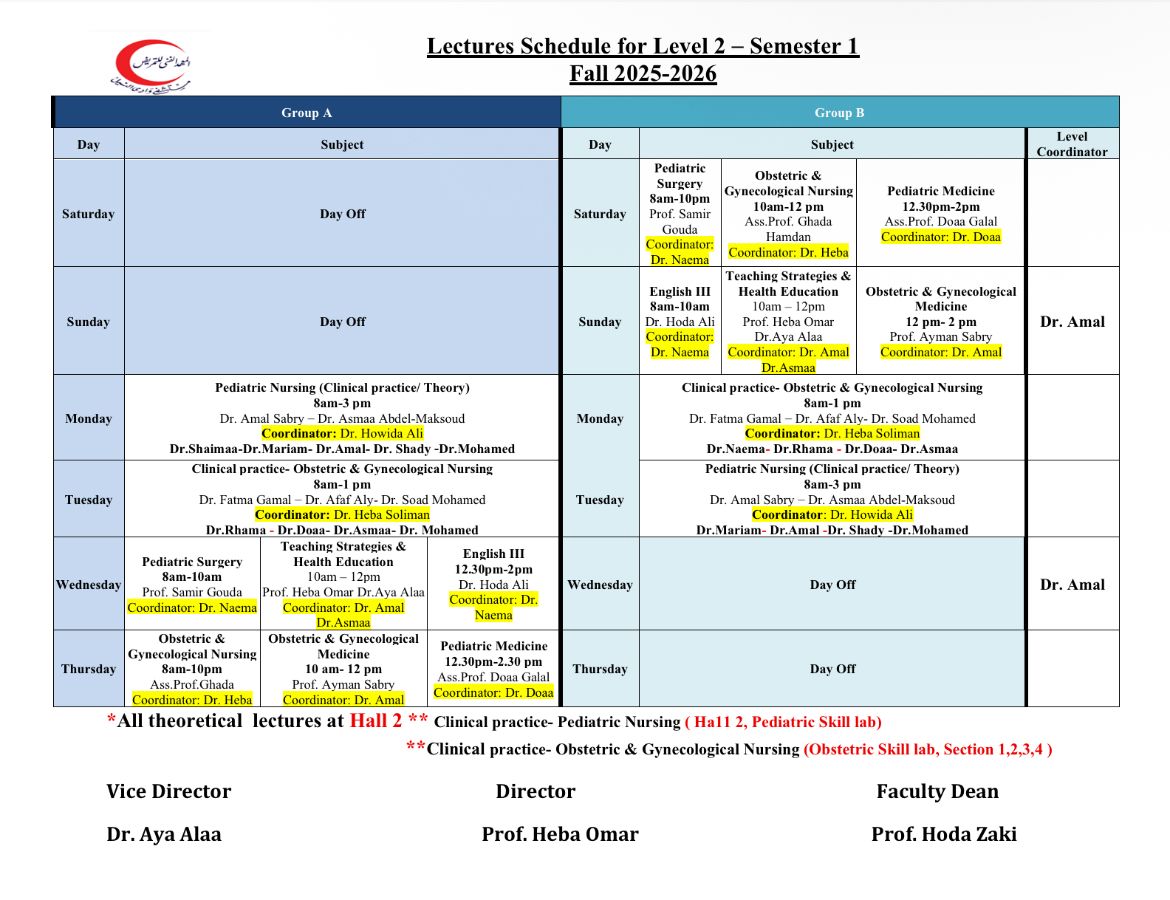 المعهد الفني للتمريض
Lectures Schedule for Level 2 – Semester 1
Fall 2025-2026
Group A
Group B
Day
Subject
Day
Subject
Level
Coordinator
Saturday
Day Off
Saturday
Pediatric
Surgery
8am-10pm
Prof. Samir
Gouda
Coordinator:
Dr. Naema
Obstetric &
Gynecological Nursing
10am-12 pm
Ass.Prof. Ghada
Hamdan
Coordinator: Dr. Heba
Pediatric Medicine
12.30pm-2pm
Ass.Prof. Doaa Galal
Coordinator: Dr. Doaa
Sunday
Day Off
Sunday
English III
8am-10am
Dr. Hoda Ali
Coordinator:
Dr. Naema
Teaching Strategies &
Health Education
10am – 12pm
Prof. Heba Omar
Dr.Aya Alaa
Coordinator: Dr. Amal
Dr.Asmaa
Obstetric & Gynecological
Medicine
12 pm- 2 pm
Prof. Ayman Sabry
Coordinator: Dr. Amal
Dr. Amal
Monday
Pediatric Nursing (Clinical practice/ Theory)
8am-3 pm
Dr. Amal Sabry – Dr. Asmaa Abdel-Maksoud
Coordinator: Dr. Howida Ali
Dr.Shaimaa-Dr.Mariam- Dr.Amal- Dr. Shady -Dr.Mohamed
Monday
Clinical practice- Obstetric & Gynecological Nursing
8am-1 pm
Dr. Fatma Gamal – Dr. Afaf Aly- Dr. Soad Mohamed
Coordinator: Dr. Heba Soliman
Dr.Naema- Dr.Rhama - Dr.Doaa- Dr.Asmaa
Tuesday
Clinical practice- Obstetric & Gynecological Nursing
8am-1 pm
Dr. Fatma Gamal – Dr. Afaf Aly- Dr. Soad Mohamed
Coordinator: Dr. Heba Soliman
Dr.Rhama - Dr.Doaa- Dr.Asmaa- Dr. Mohamed
Tuesday
Pediatric Nursing (Clinical practice/ Theory)
8am-3 pm
Dr. Amal Sabry – Dr. Asmaa Abdel-Maksoud
Coordinator: Dr. Howida Ali
Dr.Mariam- Dr.Amal -Dr. Shady -Dr.Mohamed
Wednesday
Pediatric Surgery
8am-10am
Prof. Samir Gouda
Coordinator: Dr. Naema
Teaching Strategies &
Health Education
10am – 12pm
Prof. Heba Omar Dr.Aya Alaa
Coordinator: Dr. Amal
Dr.Asmaa
English III
12.30pm-2pm
Dr. Hoda Ali
Coordinator: Dr.
Naema
Wednesday
Day Off
Dr. Amal
Thursday
Obstetric &
Gynecological Nursing
8am-10pm
Ass.Prof.Ghada
Coordinator: Dr. Heba
Obstetric & Gynecological
Medicine
10 am- 12 pm
Prof. Ayman Sabry
Coordinator: Dr. Amal
Pediatric Medicine
12.30pm-2.30 pm
Ass.Prof. Doaa Galal
Coordinator: Dr. Doaa
Thursday
Day Off
*All theoretical lectures at Hall 2 ** Clinical practice- Pediatric Nursing ( Ha11 2, Pediatric Skill lab)
**Clinical practice- Obstetric & Gynecological Nursing (Obstetric Skill lab, Section 1,2,3,4 )
Vice Director
Director
Faculty Dean
Dr. Aya Alaa
Prof. Heba Omar
Prof. Hoda Zaki